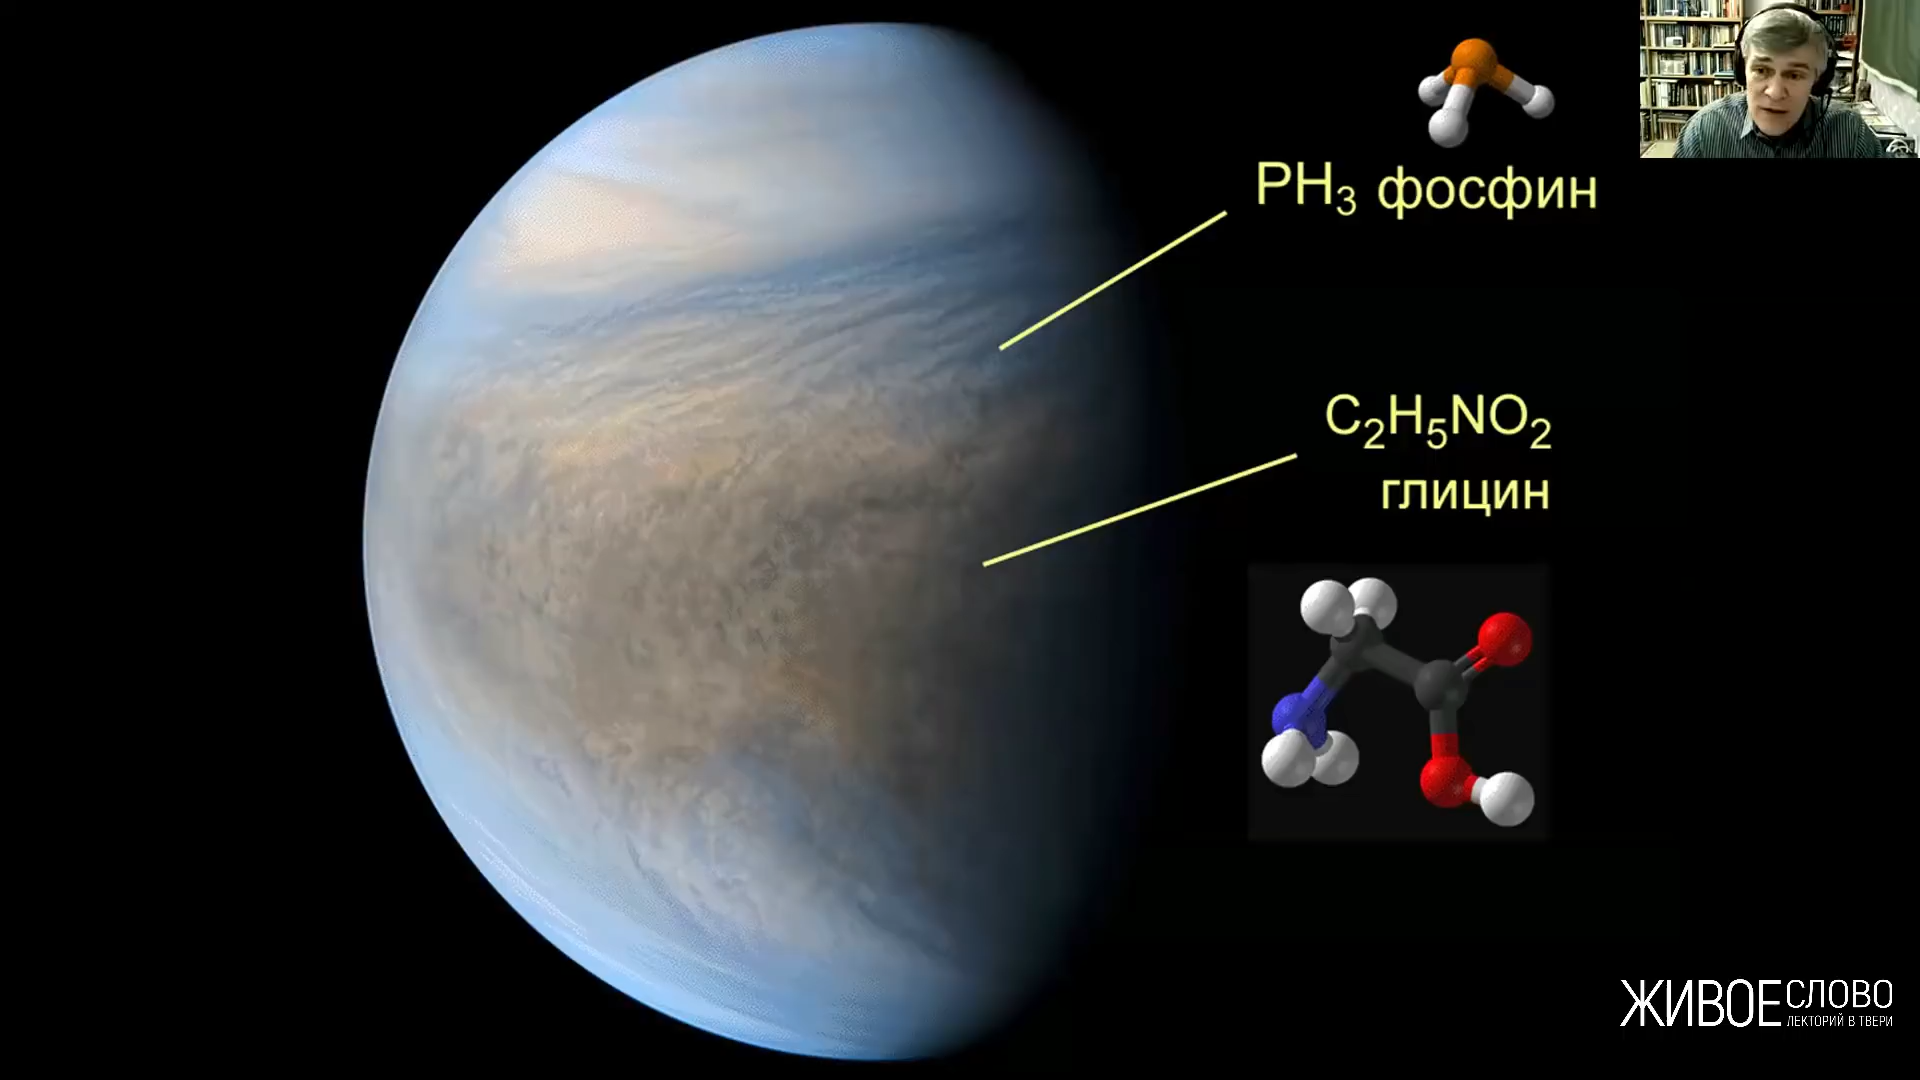 PH₃ фосфин
C₂H₅NO₂
глицин
ЖИВОЕ СЛОВО
ЛЕКТОРИЙ В ТВЕРИ